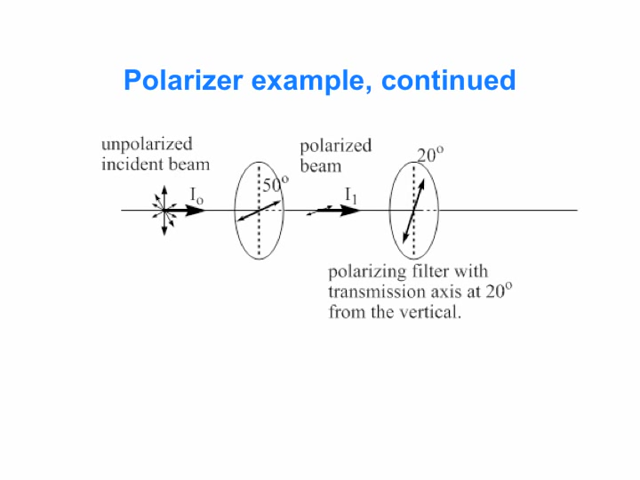 Polarizer example, continued
unpolarized
incident beam
polarized
beam
20º
50º
Io
I1
polarizing filter with
transmission axis at 20º
from the vertical.